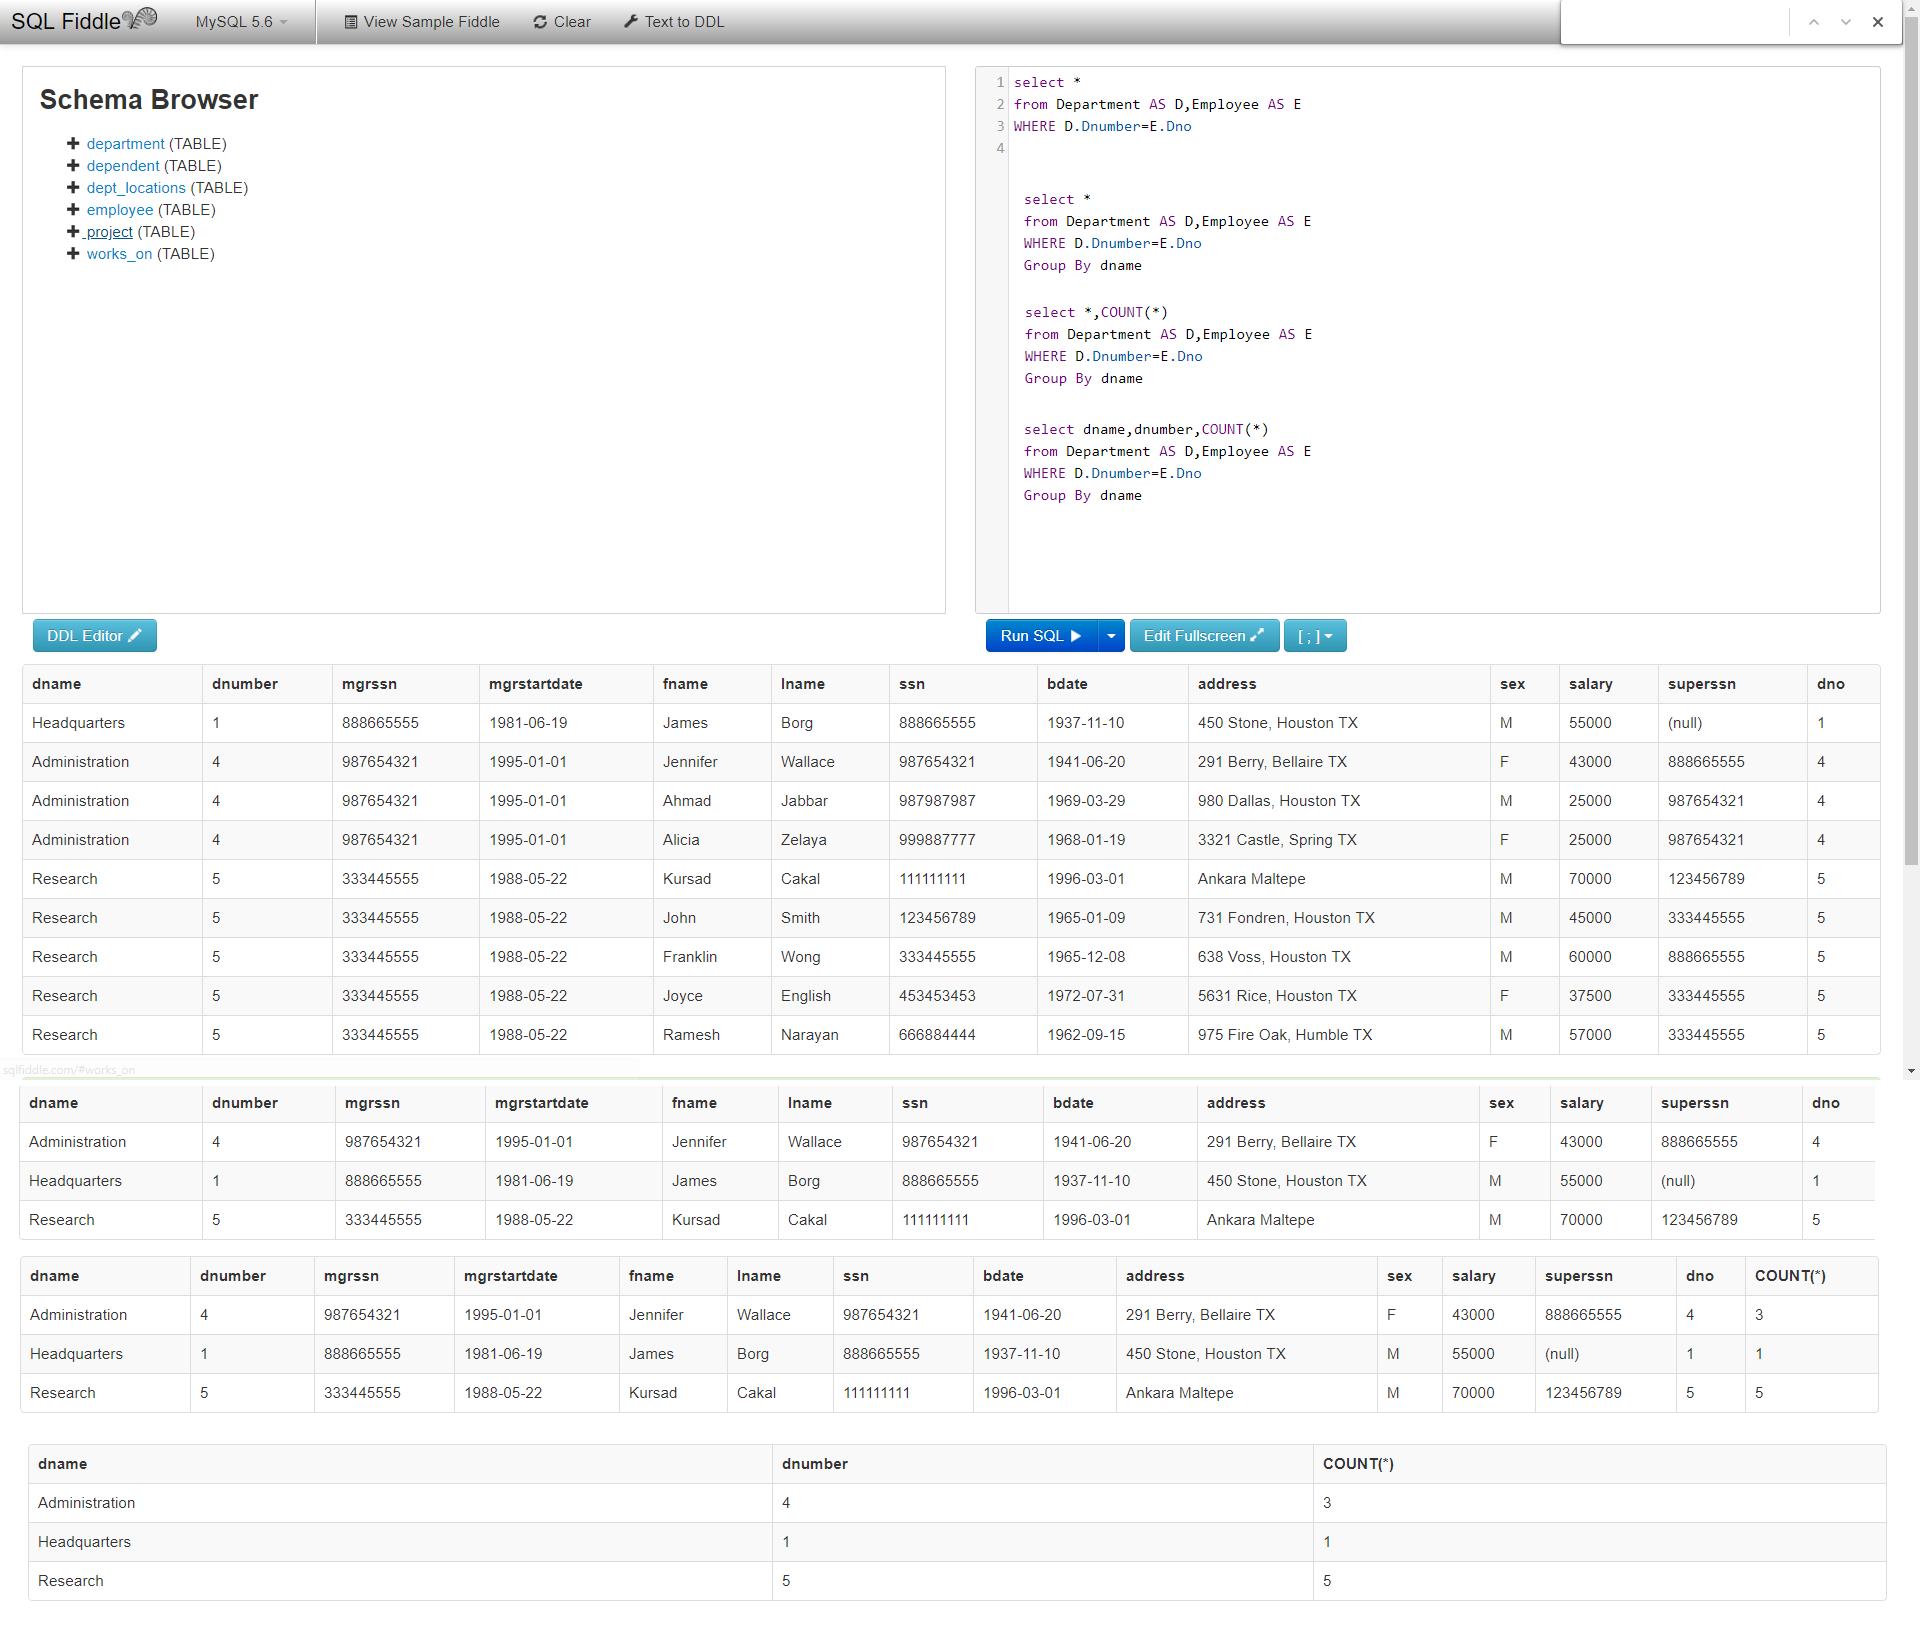 SQL Fiddle MySQL 5.6 View Sample Fiddle Clear Text to DDL
Schema Browser
department (TABLE)
dependent (TABLE)
dept_locations (TABLE)
employee (TABLE)
project (TABLE)
works_on (TABLE)
1 select *
2 from Department AS D,Employee AS E
3 WHERE D.Dnumber=E.Dno
4
select *
from Department AS D,Employee AS E
WHERE D.Dnumber=E.Dno
Group By dname
select *,COUNT(*)
from Department AS D,Employee AS E
WHERE D.Dnumber=E.Dno
Group By dname
select dname,dnumber,COUNT(*)
from Department AS D,Employee AS E
WHERE D.Dnumber=E.Dno
Group By dname
DDL Editor
Run SQL Edit Fullscreen [ ; ]
dname dnumber mgrssn mgrstartdate fname lname ssn bdate address sex salary superssn dno
Headquarters 1 888665555 1981-06-19 James Borg 888665555 1937-11-10 450 Stone, Houston TX M 55000 (null) 1
Administration 4 987654321 1995-01-01 Jennifer Wallace 987654321 1941-06-20 291 Berry, Bellaire TX F 43000 888665555 4
Administration 4 987654321 1995-01-01 Ahmad Jabbar 987987987 1969-03-29 980 Dallas, Houston TX M 25000 987654321 4
Administration 4 987654321 1995-01-01 Alicia Zelaya 999887777 1968-01-19 3321 Castle, Spring TX F 25000 987654321 4
Research 5 333445555 1988-05-22 Kursad Cakal 111111111 1996-03-01 Ankara Maltepe M 70000 123456789 5
Research 5 333445555 1988-05-22 John Smith 123456789 1965-01-09 731 Fondren, Houston TX M 45000 333445555 5
Research 5 333445555 1988-05-22 Franklin Wong 333445555 1965-12-08 638 Voss, Houston TX M 60000 888665555 5
Research 5 333445555 1988-05-22 Joyce English 453453453 1972-07-31 5631 Rice, Houston TX F 37500 333445555 5
Research 5 333445555 1988-05-22 Ramesh Narayan 666884444 1962-09-15 975 Fire Oak, Humble TX M 57000 333445555 5
sqlfiddle.com/#works_on
dname dnumber mgrssn mgrstartdate fname lname ssn bdate address sex salary superssn dno
Administration 4 987654321 1995-01-01 Jennifer Wallace 987654321 1941-06-20 291 Berry, Bellaire TX F 43000 888665555 4
Headquarters 1 888665555 1981-06-19 James Borg 888665555 1937-11-10 450 Stone, Houston TX M 55000 (null) 1
Research 5 333445555 1988-05-22 Kursad Cakal 111111111 1996-03-01 Ankara Maltepe M 70000 123456789 5
dname dnumber mgrssn mgrstartdate fname lname ssn bdate address sex salary superssn dno COUNT(*)
Administration 4 987654321 1995-01-01 Jennifer Wallace 987654321 1941-06-20 291 Berry, Bellaire TX F 43000 888665555 4 3
Headquarters 1 888665555 1981-06-19 James Borg 888665555 1937-11-10 450 Stone, Houston TX M 55000 (null) 1 1
Research 5 333445555 1988-05-22 Kursad Cakal 111111111 1996-03-01 Ankara Maltepe M 70000 123456789 5 5
dname dnumber COUNT(*)
Administration 4 3
Headquarters 1 1
Research 5 5